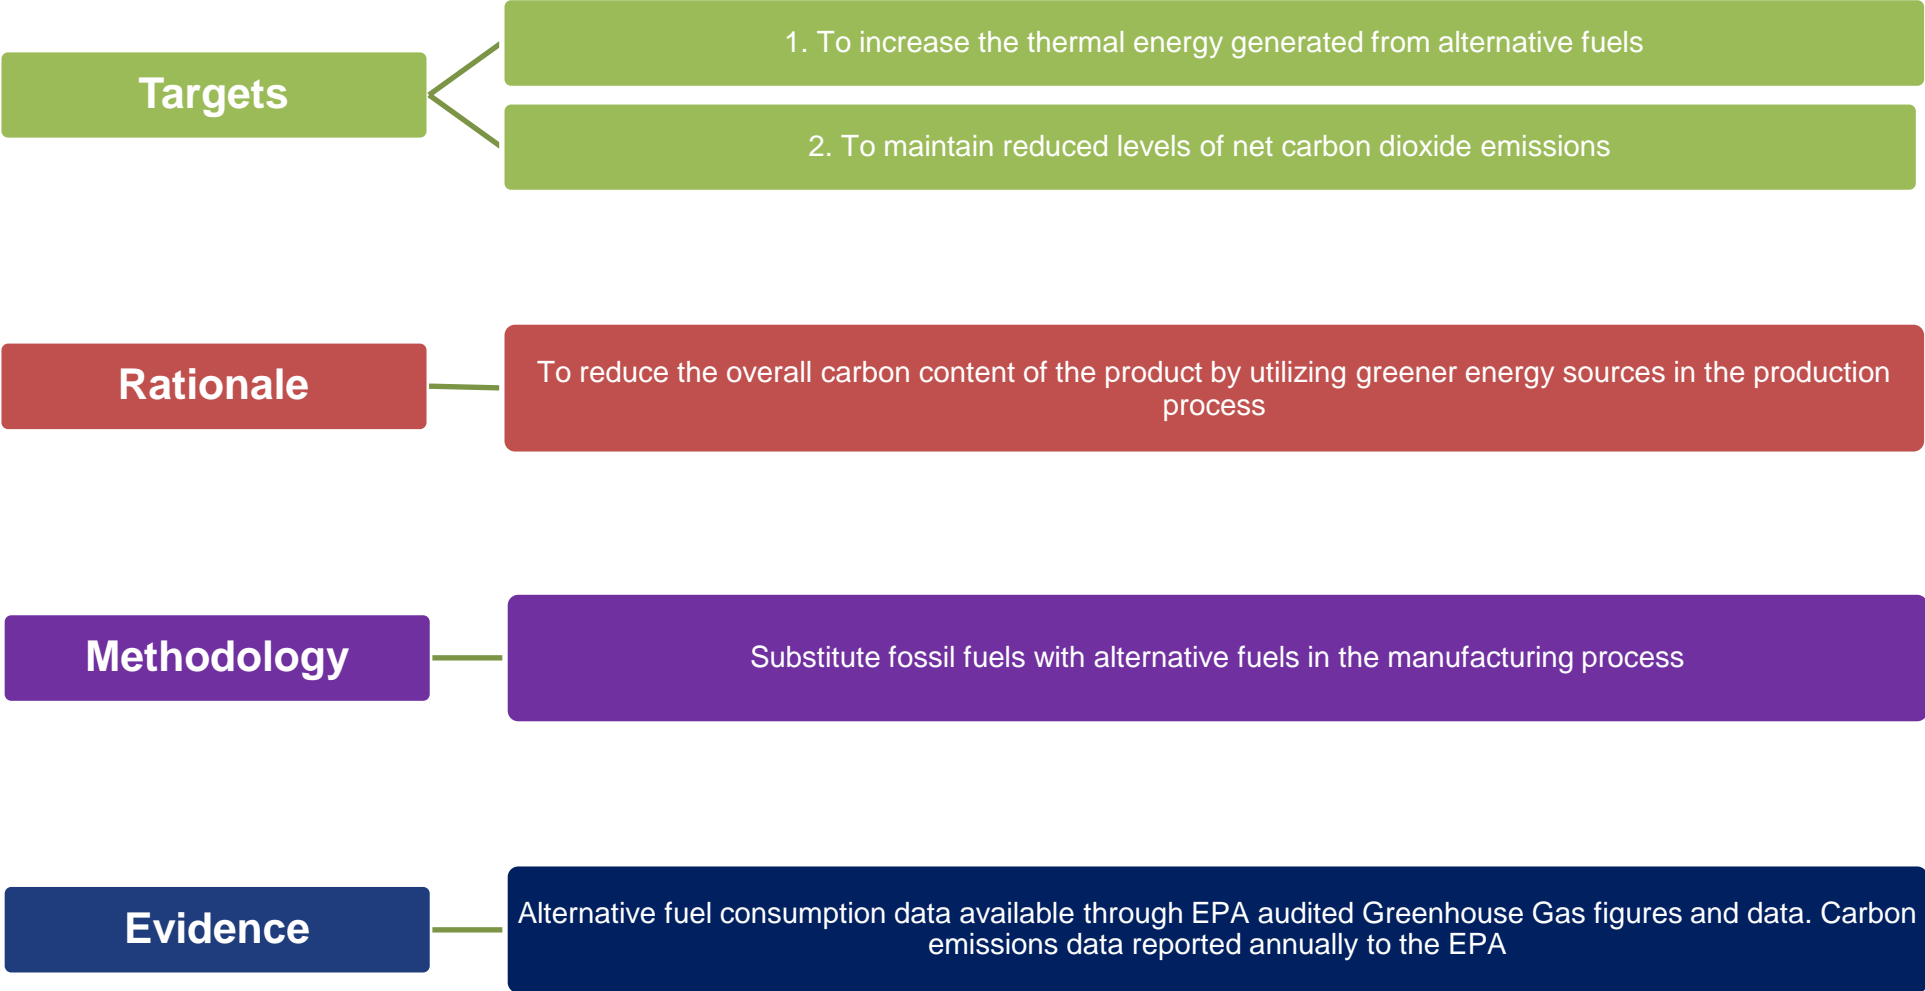 Targets
1. To increase the thermal energy generated from alternative fuels
2. To maintain reduced levels of net carbon dioxide emissions
Rationale
To reduce the overall carbon content of the product by utilizing greener energy sources in the production
process
Methodology
Substitute fossil fuels with alternative fuels in the manufacturing process
Evidence
Alternative fuel consumption data available through EPA audited Greenhouse Gas figures and data. Carbon
emissions data reported annually to the EPA